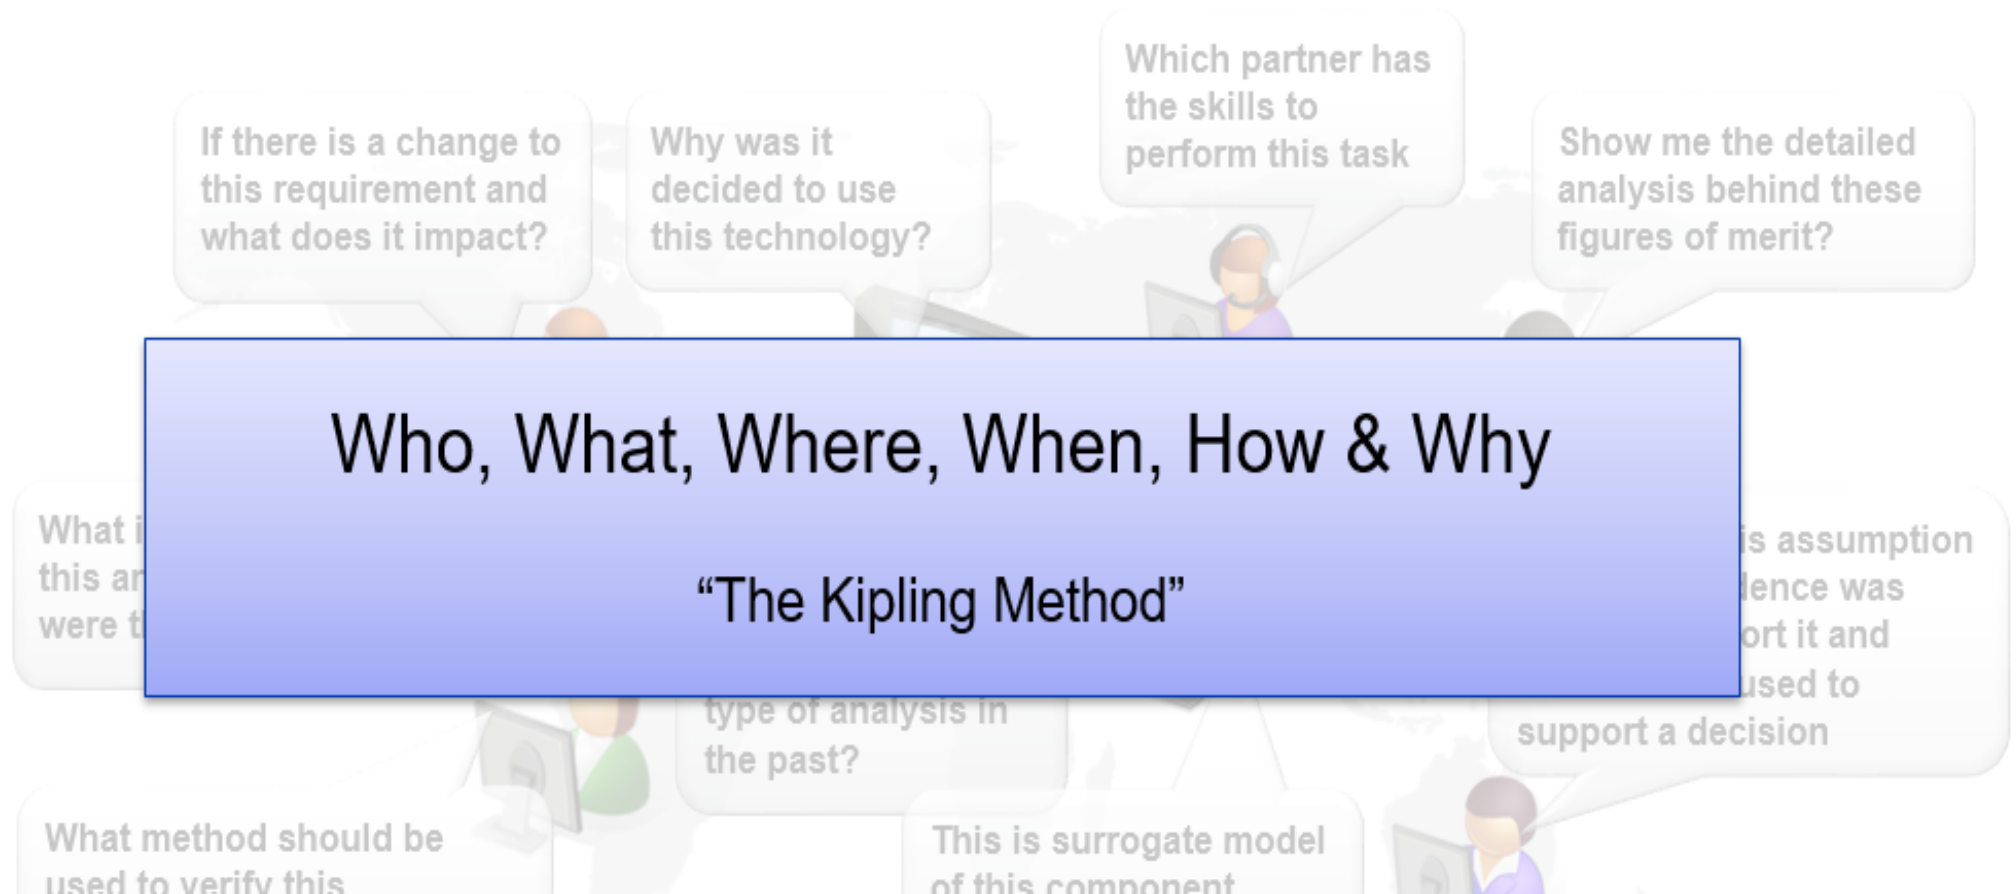 Which partner has
the skills to
perform this task
If there is a change to
this requirement and
what does it impact?
Why was it
decided to use
this technology?
Show me the detailed
analysis behind these
figures of merit?
Who, What, Where, When, How & Why
“The Kipling Method”
What
this
were
is assumption
was
it and
used to
support a decision
type of analysis in
the past?
What method should be
used to verify this
This is surrogate model
of this component